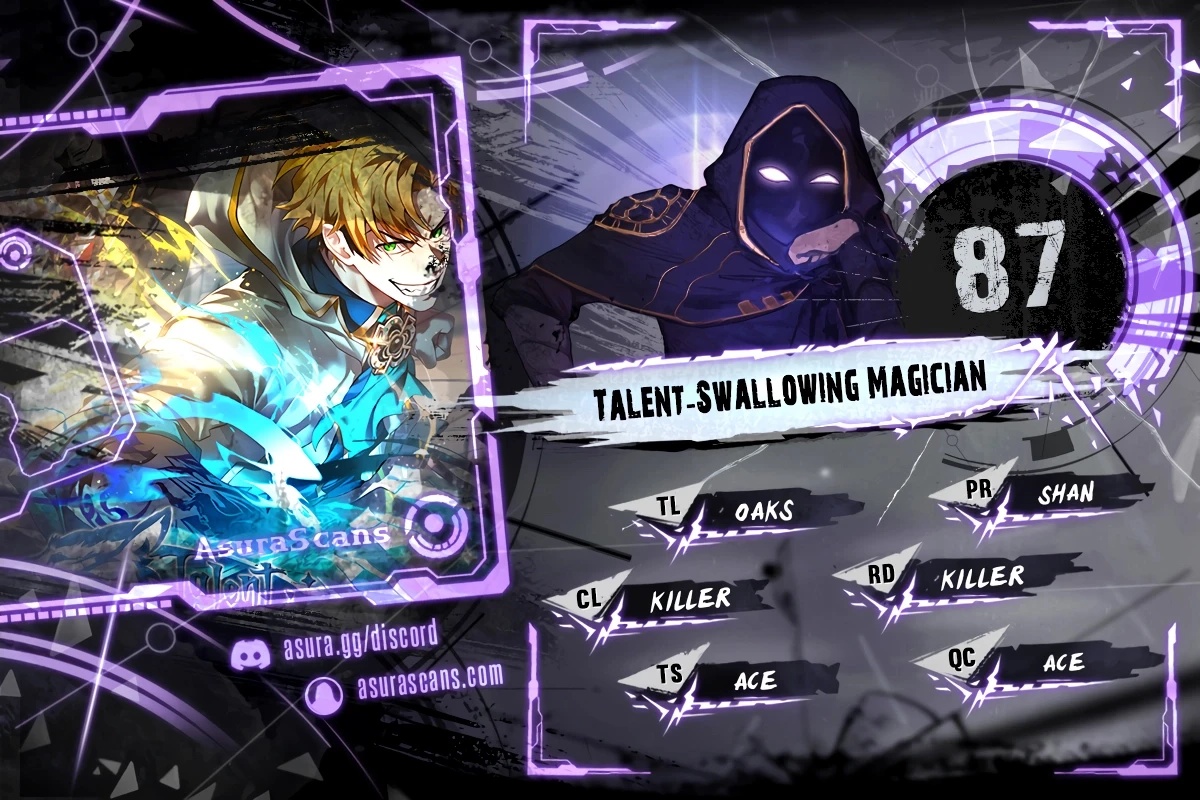 87
TALENT-SWALLOWING MAGICIAN
TL OAKS
PR SHAN
CL KILLER
RD KILLER
TS ACE
QC ACE
AsuraScans
Talent
asura.gg/discord
asurascans.com